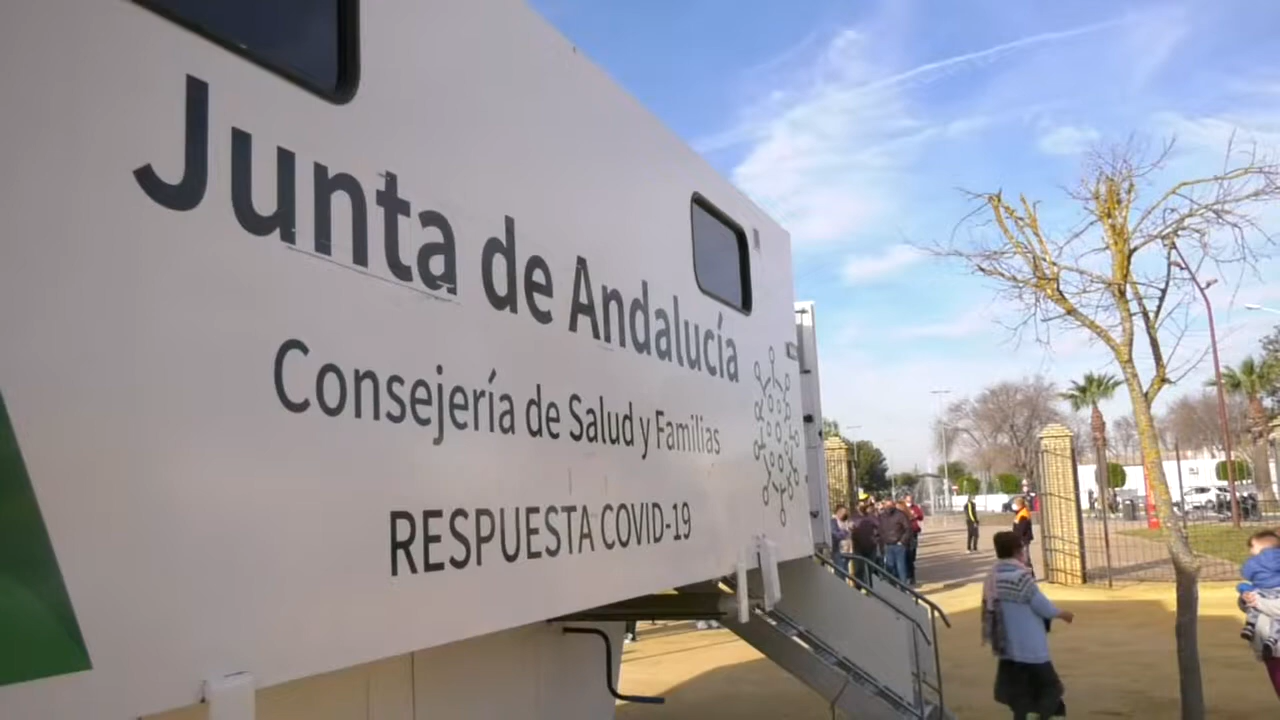 Junta de Andalucía
Consejería de Salud y Familias
RESPUESTA COVID-19